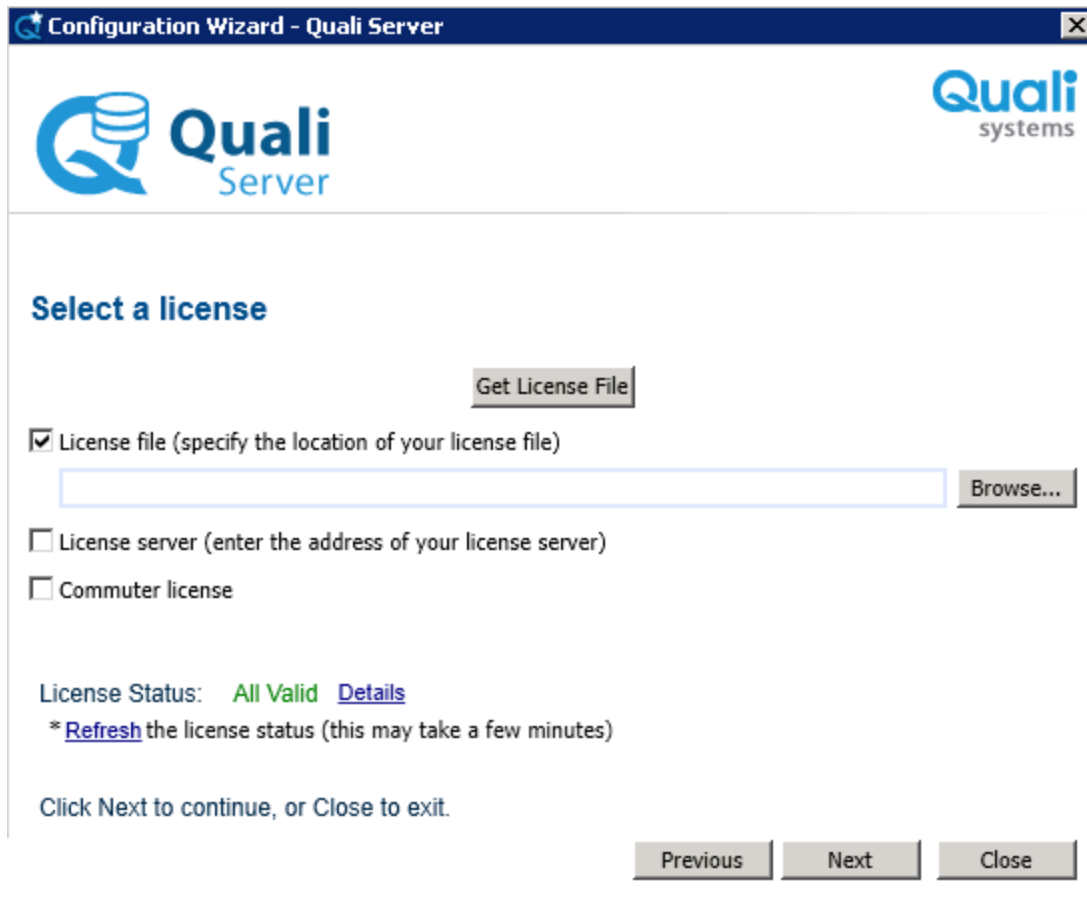 Configuration Wizard - Quali Server
Quali
systems
Quali
Server
Select a license
Get License File
License file (specify the location of your license file)
Browse...
License server (enter the address of your license server)
Commuter license
License Status: All Valid Details
* Refresh the license status (this may take a few minutes)
Click Next to continue, or Close to exit.
Previous Next Close